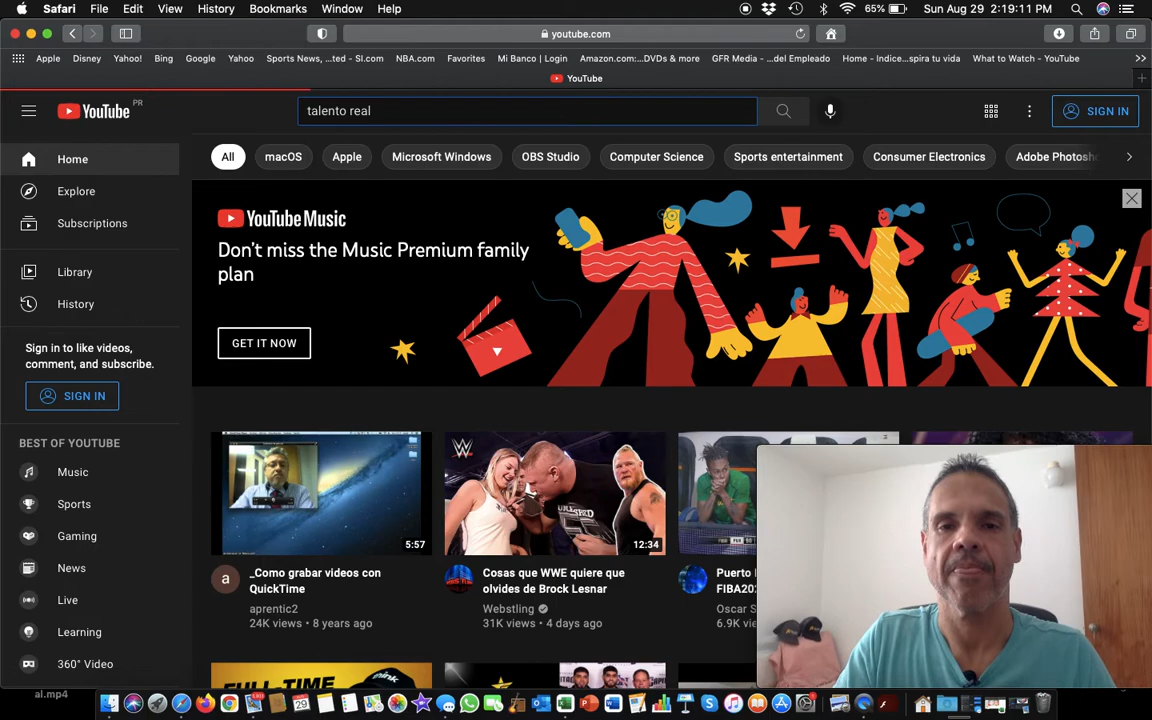 Safari File Edit View History Bookmarks Window Help 65% Sun Aug 29 2:19:11 PM
youtube.com
Apple Disney Yahoo! Bing Google Yahoo Sports News, ...ted - SI.com NBA.com Favorites Mi Banco | Login Amazon.com:...DVDs & more GFR Media - ...del Empleado Home - Indice...spira tu vida What to Watch - YouTube
YouTube
YouTube PR
talento real
SIGN IN
All macOS Apple Microsoft Windows OBS Studio Computer Science Sports entertainment Consumer Electronics Adobe Photosh
Home
Explore
Subscriptions
Library
History
Sign in to like videos,
comment, and subscribe.
SIGN IN
BEST OF YOUTUBE
Music
Sports
Gaming
News
Live
Learning
360° Video
YouTube Music
Don't miss the Music Premium family
plan
GET IT NOW
5:57
12:34
_Como grabar videos con
QuickTime
aprentic2
24K views • 8 years ago
Cosas que WWE quiere que
olvides de Brock Lesnar
Webstling
31K views • 4 days ago
Puerto
FIBA202
Oscar S
6.9K vie
FULL-TIME
think
al.mp4